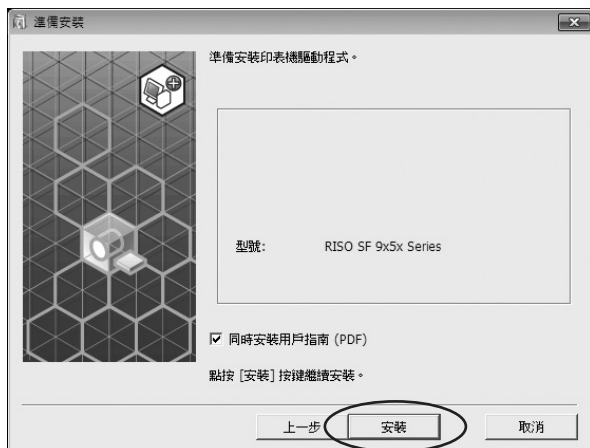 準備安裝
準備安裝印表機驅動程式。
型號: RISO SF 9x5x Series
同時安裝用戶指南 (PDF)
點按 [安裝] 按鍵繼續安裝。
上一步 安裝 取消